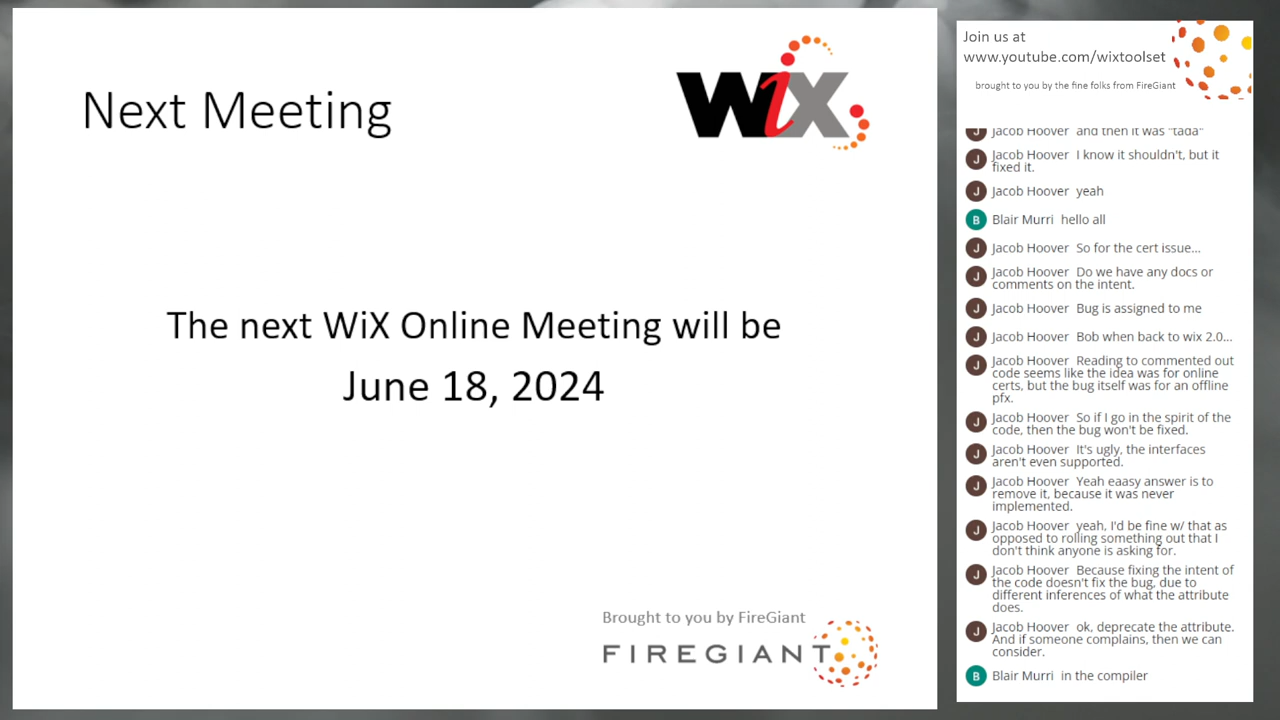 Next Meeting
WiX
The next WiX Online Meeting will be
June 18, 2024
Brought to you by FireGiant
FIREGIANT
Join us at
www.youtube.com/wixtoolset
brought to you by the fine folks from FireGiant
J Jacob Hoover and then it was "tada"
J Jacob Hoover I know it shouldn't, but it
fixed it.
J Jacob Hoover yeah
B Blair Murri hello all
J Jacob Hoover So for the cert issue...
J Jacob Hoover Do we have any docs or
comments on the intent.
J Jacob Hoover Bug is assigned to me
J Jacob Hoover Bob when back to wix 2.0...
J Jacob Hoover Reading to commented out
code seems like the idea was for online
certs, but the bug itself was for an offline
pfx.
J Jacob Hoover So if I go in the spirit of the
code, then the bug won't be fixed.
J Jacob Hoover It's ugly, the interfaces
aren't even supported.
J Jacob Hoover Yeah eaasy answer is to
remove it, because it was never
implemented.
J Jacob Hoover yeah, I'd be fine w/ that as
opposed to rolling something out that I
don't think anyone is asking for.
J Jacob Hoover Because fixing the intent of
the code doesn't fix the bug, due to
different inferences of what the attribute
does.
J Jacob Hoover ok, deprecate the attribute.
And if someone complains, then we can
consider.
B Blair Murri in the compiler